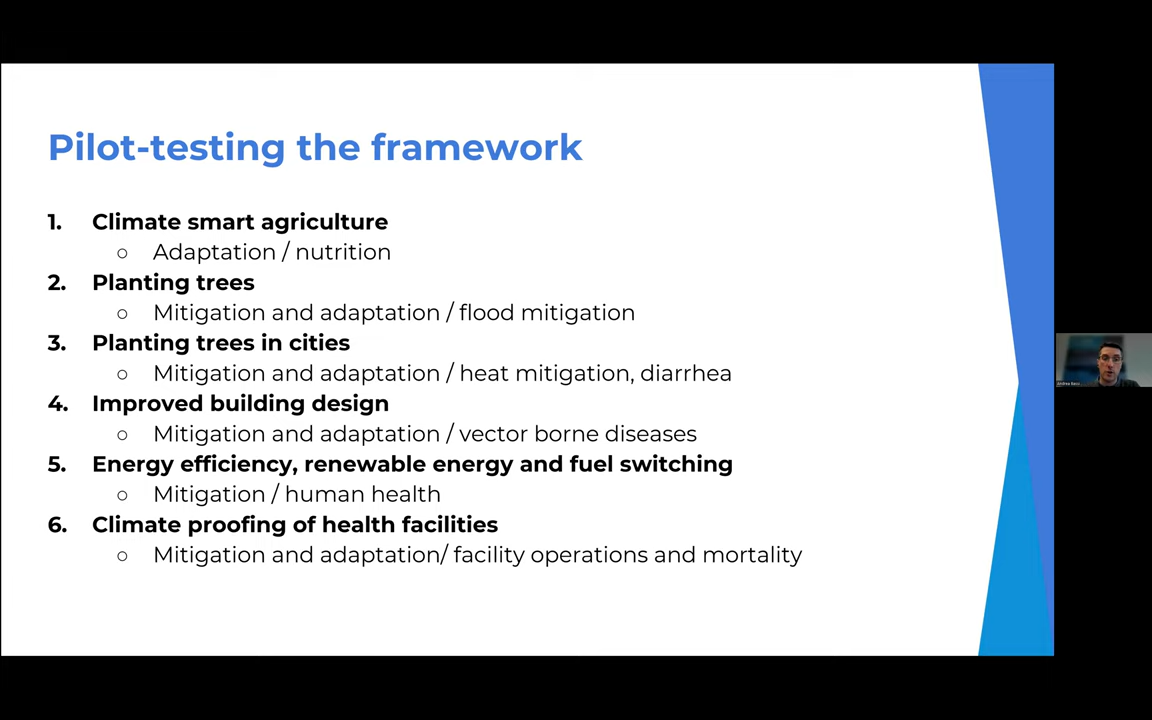 Pilot-testing the framework
1. Climate smart agriculture
○ Adaptation / nutrition
2. Planting trees
○ Mitigation and adaptation / flood mitigation
3. Planting trees in cities
○ Mitigation and adaptation / heat mitigation, diarrhea
4. Improved building design
○ Mitigation and adaptation / vector borne diseases
5. Energy efficiency, renewable energy and fuel switching
○ Mitigation / human health
6. Climate proofing of health facilities
○ Mitigation and adaptation/ facility operations and mortality
Andrea